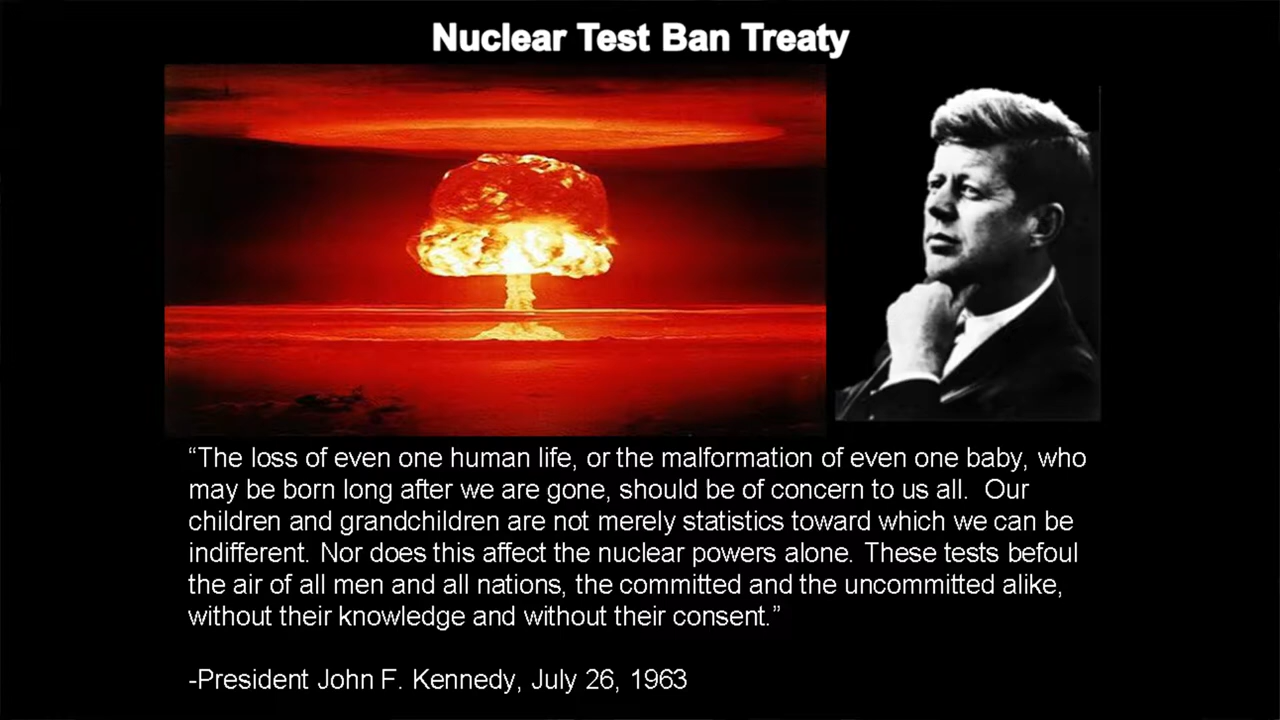 Nuclear Test Ban Treaty
“The loss of even one human life, or the malformation of even one baby, who
may be born long after we are gone, should be of concern to us all.  Our
children and grandchildren are not merely statistics toward which we can be
indifferent. Nor does this affect the nuclear powers alone. These tests befoul
the air of all men and all nations, the committed and the uncommitted alike,
without their knowledge and without their consent.”
-President John F. Kennedy, July 26, 1963